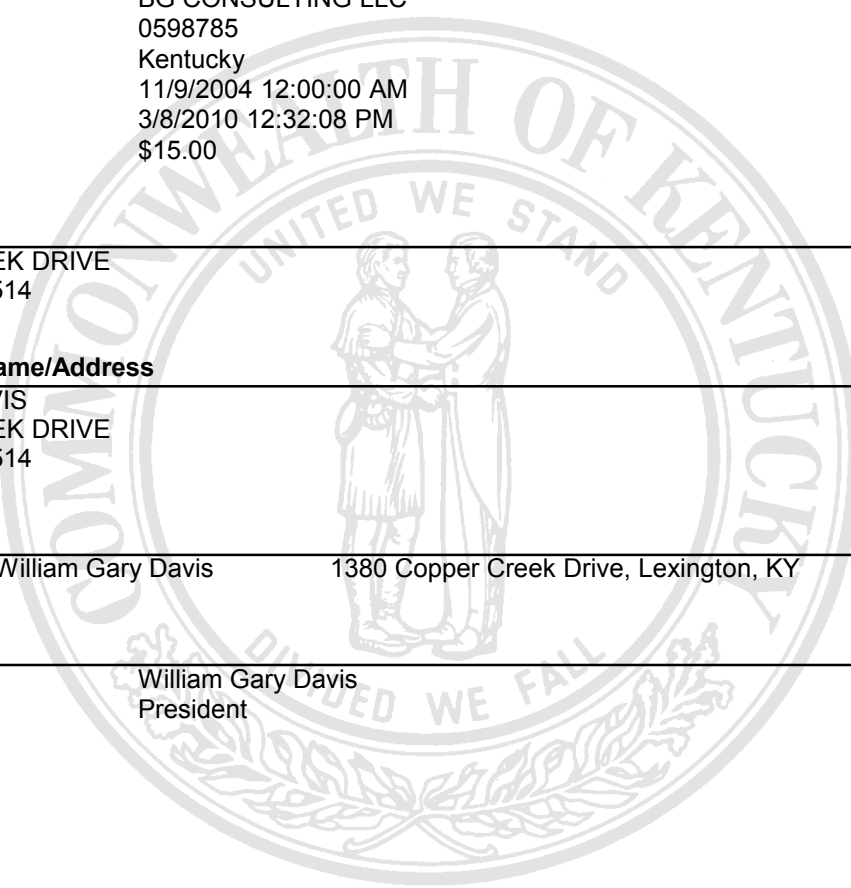 BG CONSULTING LLC
0598785
Kentucky
11/9/2004 12:00:00 AM
3/8/2010 12:32:08 PM
$15.00
EK DRIVE
514
ame/Address
VIS
EK DRIVE
514
William Gary Davis 1380 Copper Creek Drive, Lexington, KY
William Gary Davis
President
COMMONWEALTH OF KENTUCKY
UNITED WE STAND
DIVIDED WE FALL